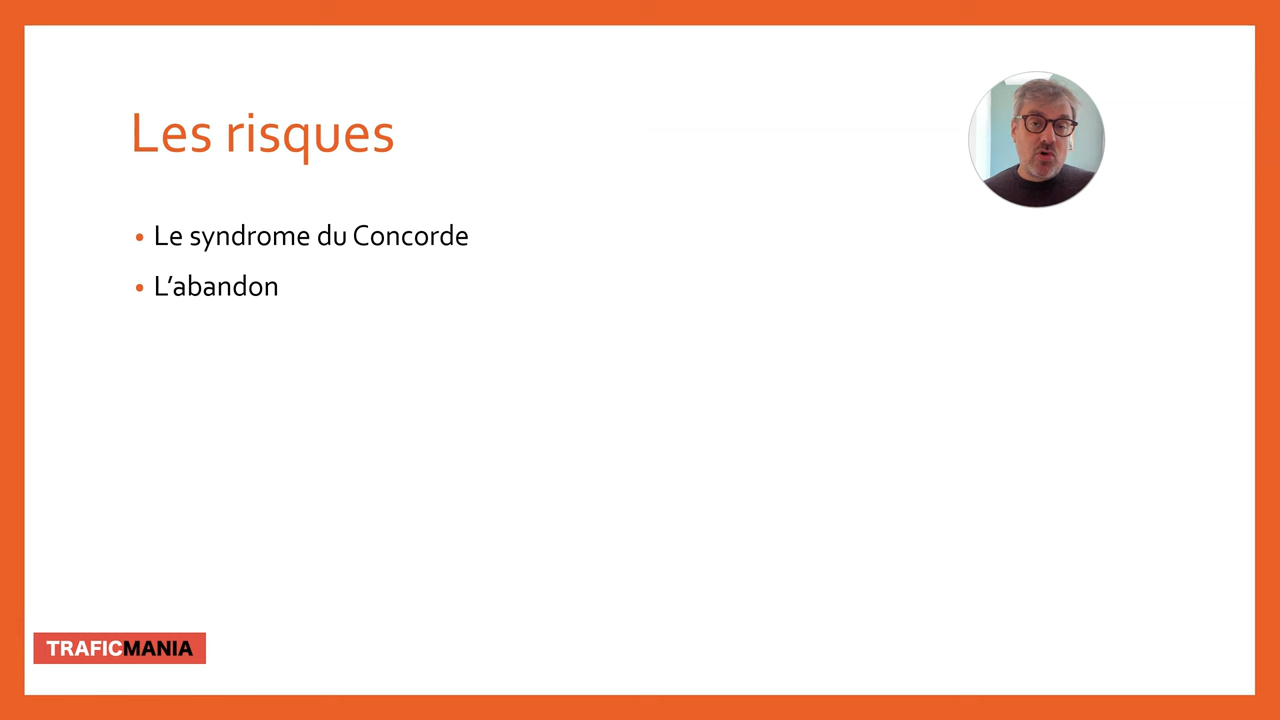 Les risques
• Le syndrome du Concorde
• L’abandon
TRAFICMANIA